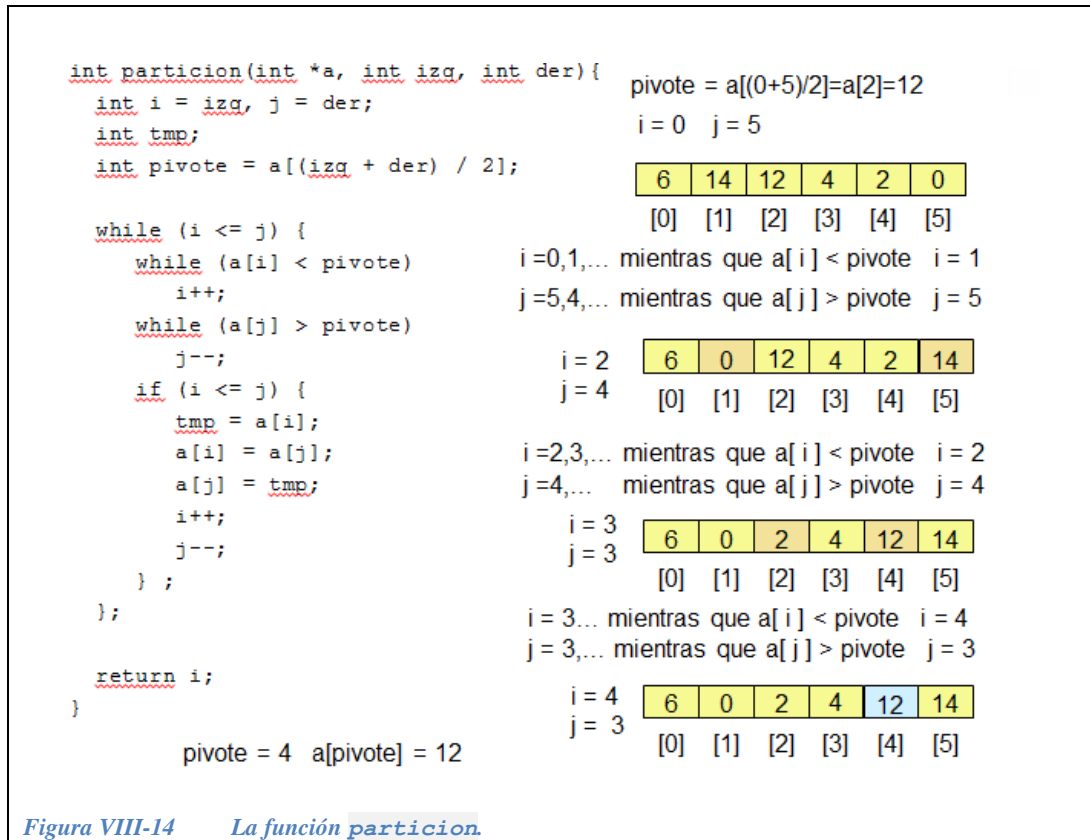 int particion(int *a, int izq, int der){
int i = izq, j = der;
int tmp;
int pivote = a[(izq + der) / 2];
while (i <= j) {
while (a[i] < pivote)
i++;
while (a[j] > pivote)
j--;
if (i <= j) {
tmp = a[i];
a[i] = a[j];
a[j] = tmp;
i++;
j--;
} ;
};
return i;
}
pivote = 4 a[pivote] = 12
pivote = a[(0+5)/2]=a[2]=12
i = 0 j = 5
6 14 12 4 2 0
[0] [1] [2] [3] [4] [5]
i =0,1,... mientras que a[ i ] < pivote i = 1
j =5,4,... mientras que a[ j ] > pivote j = 5
i = 2
j = 4
6 0 12 4 2 14
[0] [1] [2] [3] [4] [5]
i =2,3,... mientras que a[ i ] < pivote i = 2
j =4,... mientras que a[ j ] > pivote j = 4
i = 3
j = 3
6 0 2 4 12 14
[0] [1] [2] [3] [4] [5]
i = 3... mientras que a[ i ] < pivote i = 4
j = 3,... mientras que a[ j ] > pivote j = 3
i = 4
j = 3
6 0 2 4 12 14
[0] [1] [2] [3] [4] [5]
Figura VIII-14 La función particion.